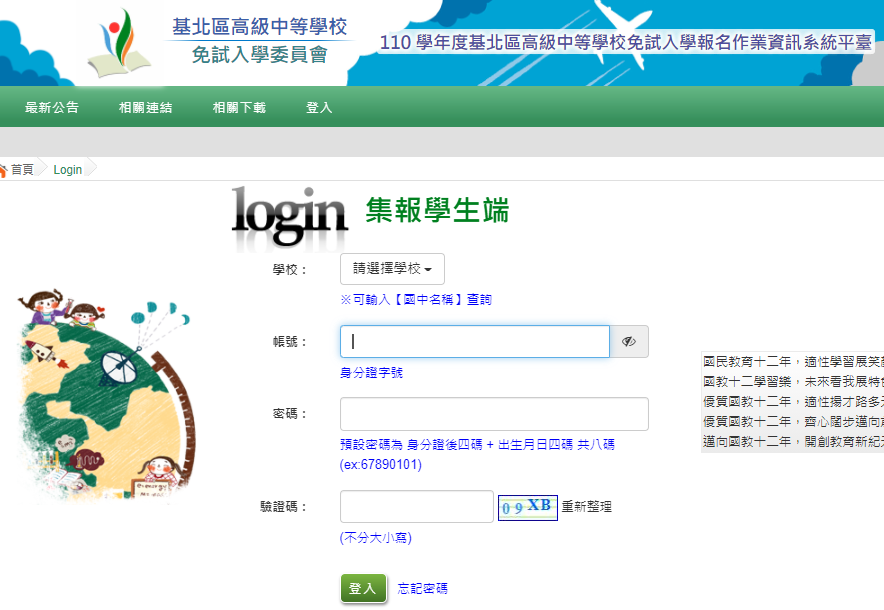 基北區高級中等學校
免試入學委員會
110 學年度基北區高級中等學校免試入學報名作業資訊系統平臺
最新公告 相關連結 相關下載 登入
首頁 Login
login 集報學生端
學校： 請選擇學校
※可輸入【國中名稱】查詢
帳號：
身分證字號
密碼：
預設密碼為 身分證後四碼 + 出生月日四碼 共八碼
(ex:67890101)
驗證碼： 09XB 重新整理
(不分大小寫)
登入 忘記密碼
國民教育十二年，適性學習展笑
國教十二學習樂，未來看我展特
優質國教十二年，適性揚才路多
優質國教十二年，齊心闊步邁向
邁向國教十二年，開創教育新紀